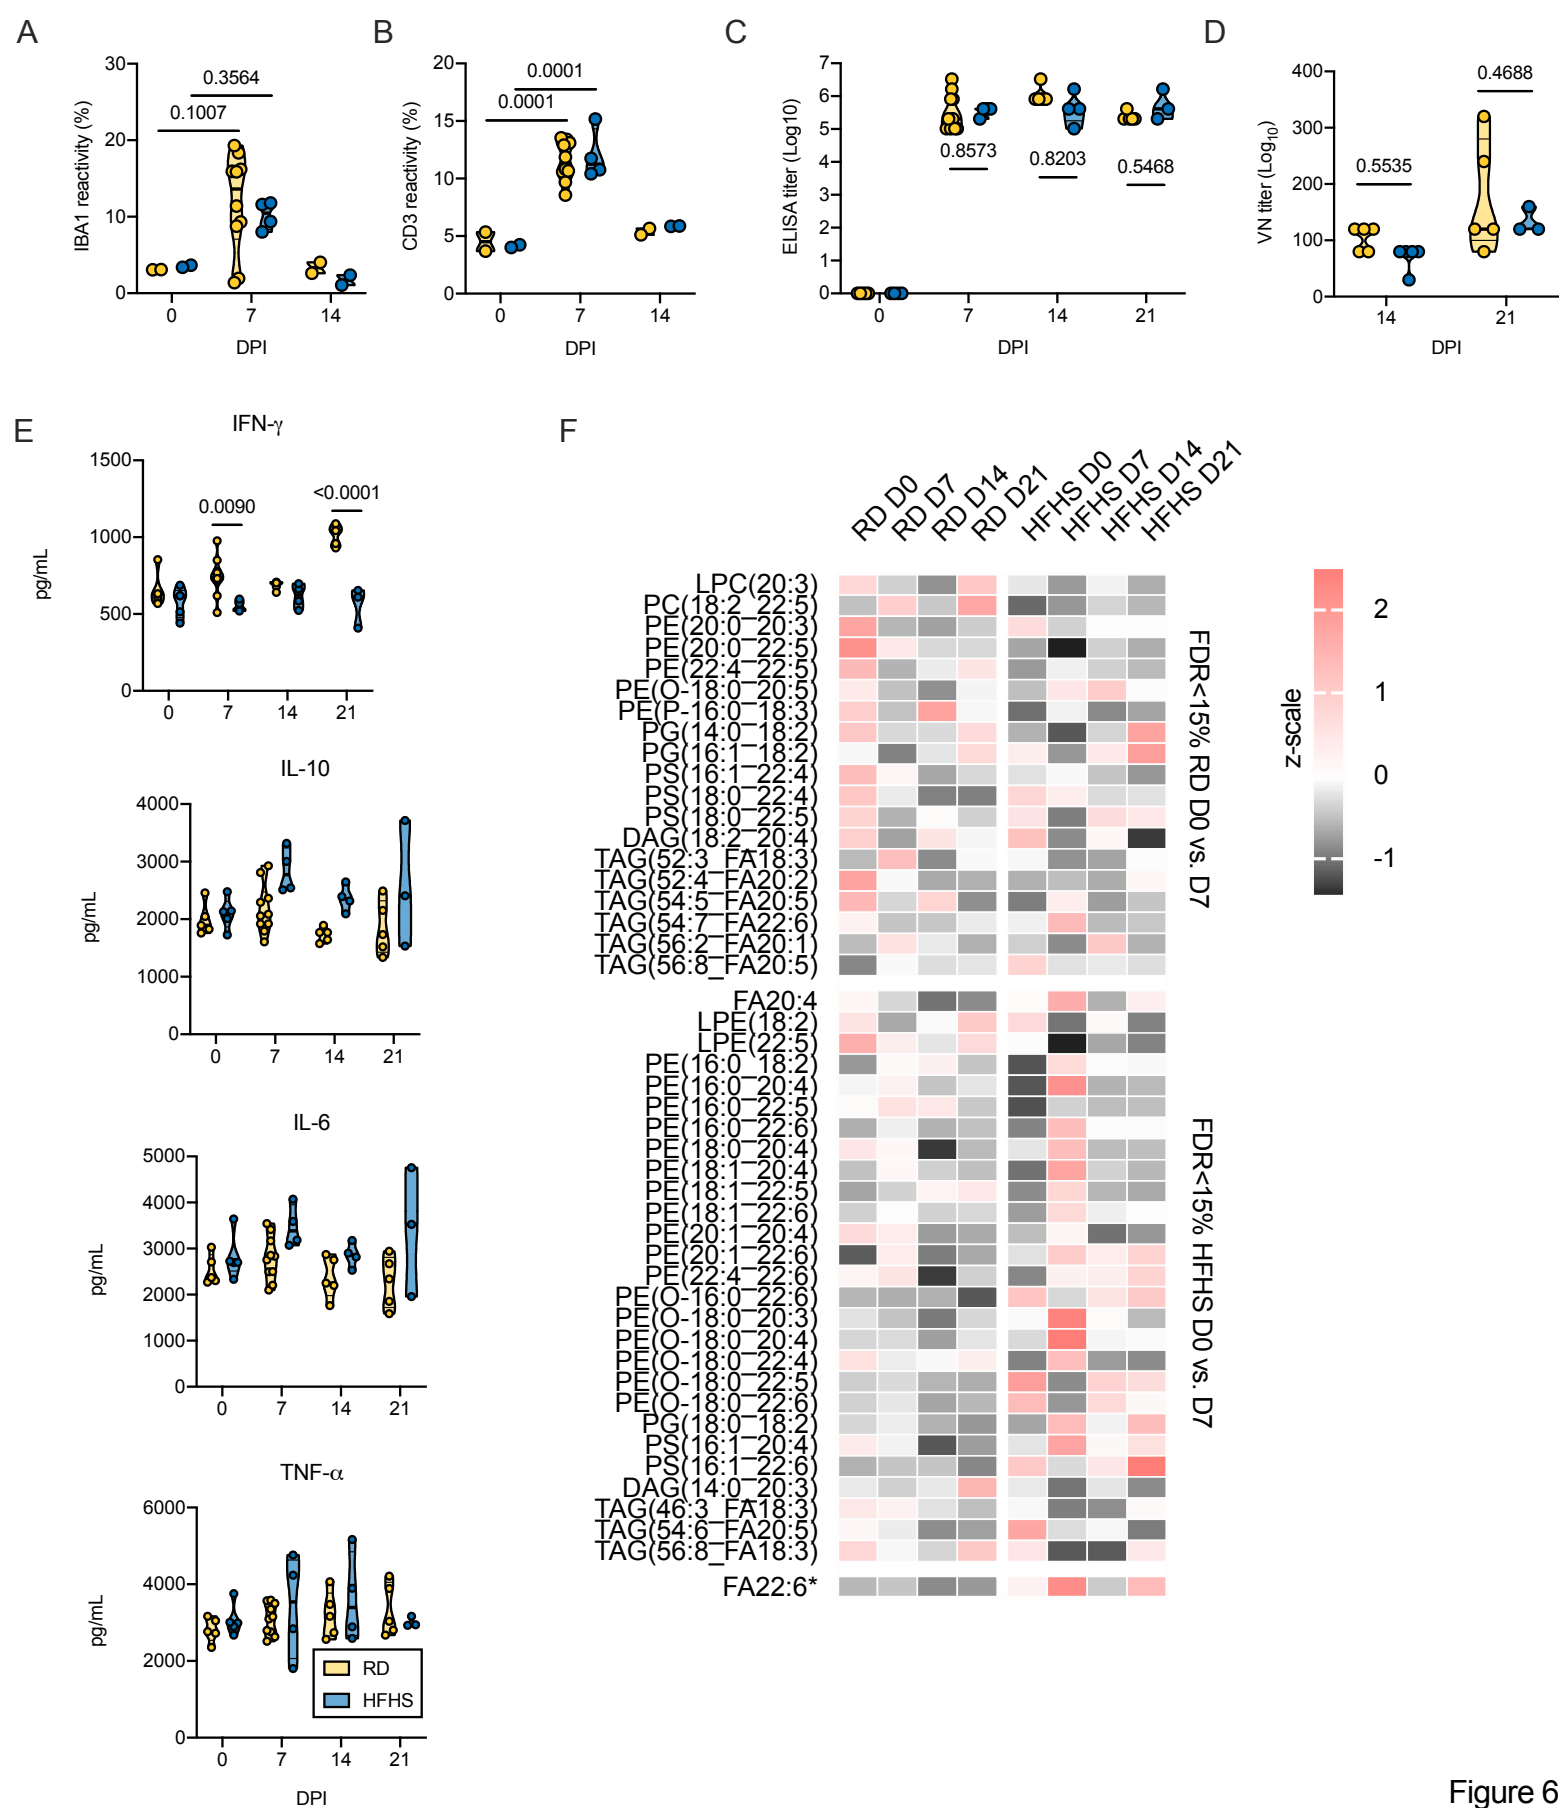 A
IBA1 reactivity (%)
30
20
10
0
0.3564
0.1007
0
7
14
DPI
B
CD3 reactivity (%)
20
15
10
5
0
0.0001
0.0001
0
7
14
DPI
C
ELISA titer (Log10)
7
6
5
4
3
2
1
0
0.8573
0.8203
0.5468
0
7
14
21
DPI
D
VN titer (Log10)
400
300
200
100
0
0.4688
0.5535
14
21
DPI
E
IFN-γ
pg/mL
1500
1000
500
0
0.0090
<0.0001
0
7
14
21
IL-10
pg/mL
4000
3000
2000
1000
0
0
7
14
21
IL-6
pg/mL
5000
4000
3000
2000
1000
0
0
7
14
21
TNF-α
pg/mL
6000
4000
2000
0
RD
HFHS
0
7
14
21
DPI
F
RD D0
RD D7
RD D14
RD D21
HFHS D0
HFHS D7
HFHS D14
HFHS D21
LPC(20:3)
PC(18:2_22:5)
PE(20:0_20:3)
PE(20:0_22:5)
PE(22:4_22:5)
PE(O-18:0_20:5)
PE(P-16:0_18:3)
PG(14:0_18:2)
PG(16:1_18:2)
PS(16:1_22:4)
PS(18:0_22:4)
PS(18:0_22:5)
DAG(18:2_20:4)
TAG(52:3_FA18:3)
TAG(52:4_FA20:2)
TAG(54:5_FA20:5)
TAG(54:7_FA22:6)
TAG(56:2_FA20:1)
TAG(56:8_FA20:5)
FDR<15% RD D0 vs. D7
FA20:4
LPE(18:2)
LPE(22:5)
PE(16:0_18:2)
PE(16:0_20:4)
PE(16:0_22:5)
PE(16:0_22:6)
PE(18:0_20:4)
PE(18:1_20:4)
PE(18:1_22:5)
PE(18:1_22:6)
PE(20:1_20:4)
PE(20:1_22:6)
PE(22:4_22:6)
PE(O-16:0_22:6)
PE(O-18:0_20:3)
PE(O-18:0_20:4)
PE(O-18:0_22:4)
PE(O-18:0_22:5)
PE(O-18:0_22:6)
PG(18:0_18:2)
PS(16:1_20:4)
PS(16:1_22:6)
DAG(14:0_20:3)
TAG(46:3_FA18:3)
TAG(54:6_FA20:5)
TAG(56:8_FA18:3)
FA22:6*
FDR<15% HFHS D0 vs. D7
z-scale
2
1
0
-1
Figure 6